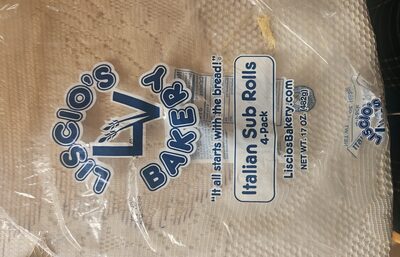 LISCIO'S
LV
BAKERY
"It all starts with the bread!"
Italian Sub Rolls
4-Pack
LisciosBakery.com
NET WT. 17 OZ. (482g)